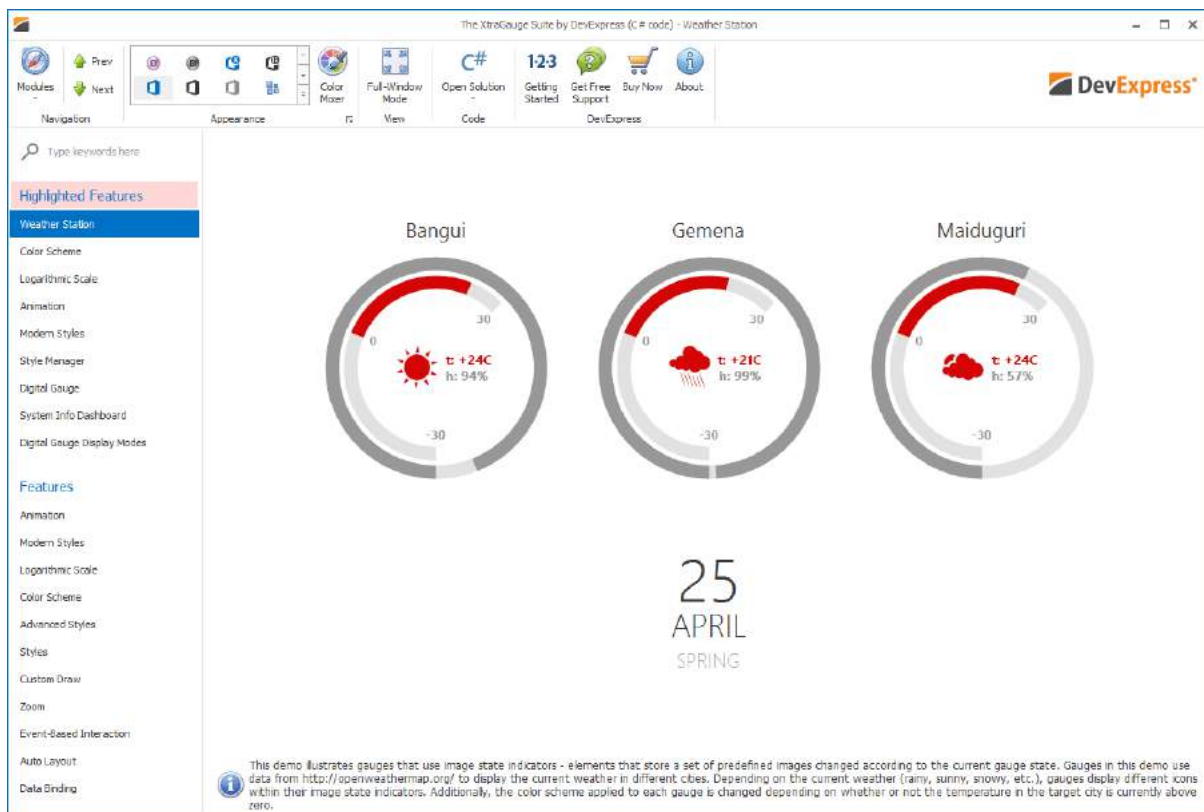 The XtraGauge Suite by DevExpress (C# code) - Weather Station
Modules
Prev
Next
Navigation
Appearance
Color Mixer
Full-Window Mode
View
C#
Open Solution
Code
1·2·3
Getting Started
Get Free Support
Buy Now
About
DevExpress
DevExpress
Type keywords here
Highlighted Features
Weather Station
Color Scheme
Logarithmic Scale
Animation
Modern Styles
Style Manager
Digital Gauge
System Info Dashboard
Digital Gauge Display Modes
Features
Animation
Modern Styles
Logarithmic Scale
Color Scheme
Advanced Styles
Styles
Custom Draw
Zoom
Event-Based Interaction
Auto Layout
Data Binding
Bangui
30
0
t: +24C
h: 94%
-30
Gemena
30
0
t: +21C
h: 99%
-30
Maiduguri
30
0
t: +24C
h: 57%
-30
25
APRIL
SPRING
This demo illustrates gauges that use image state indicators - elements that store a set of predefined images changed according to the current gauge state. Gauges in this demo use
data from http://openweathermap.org/ to display the current weather in different cities. Depending on the current weather (rainy, sunny, snowy, etc.), gauges display different icons
within their image state indicators. Additionally, the color scheme applied to each gauge is changed depending on whether or not the temperature in the target city is currently above
zero.